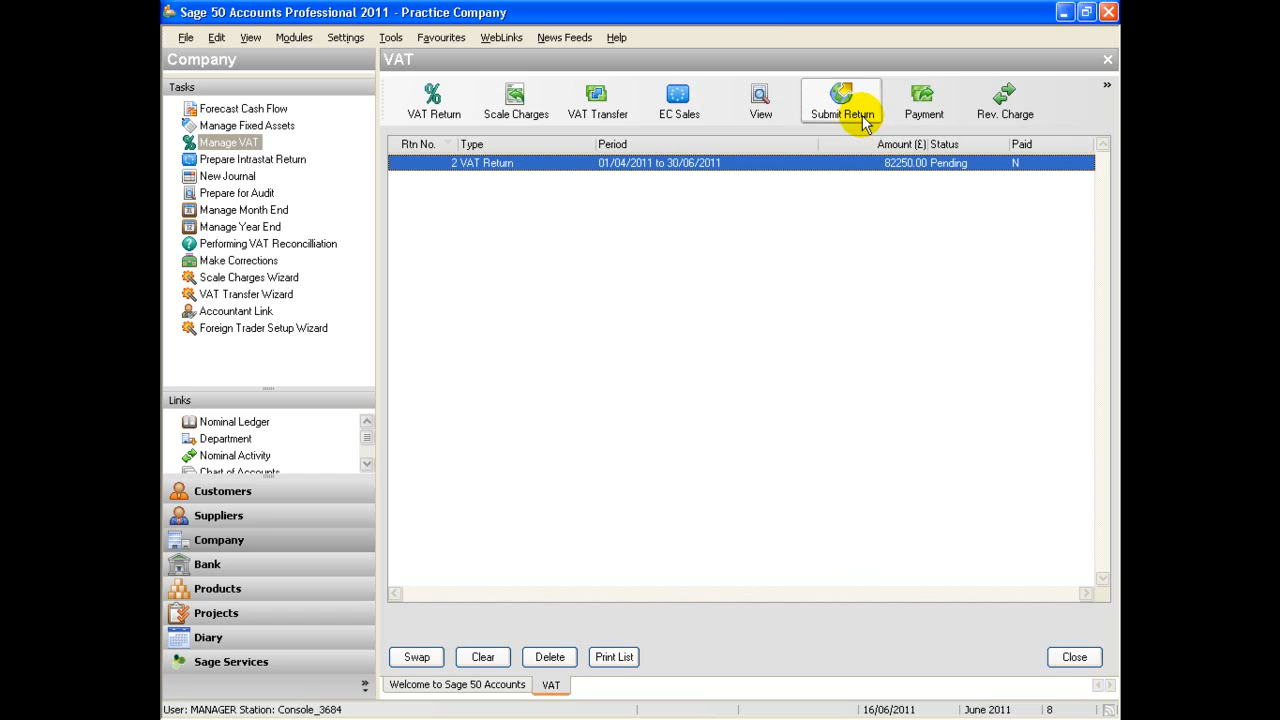 Sage 50 Accounts Professional 2011 - Practice Company
File Edit View Modules Settings Tools Favourites WebLinks News Feeds Help
Company
VAT
Tasks
Forecast Cash Flow
Manage Fixed Assets
Manage VAT
Prepare Intrastat Return
New Journal
Prepare for Audit
Manage Month End
Manage Year End
Performing VAT Reconcilliation
Make Corrections
Scale Charges Wizard
VAT Transfer Wizard
Accountant Link
Foreign Trader Setup Wizard
Links
Nominal Ledger
Department
Nominal Activity
Chart of Accounts
Customers
Suppliers
Company
Bank
Products
Projects
Diary
Sage Services
VAT Return Scale Charges VAT Transfer EC Sales View Submit Return Payment Rev. Charge
Rtn No. Type Period Amount (£) Status Paid
2 VAT Return 01/04/2011 to 30/06/2011 82250.00 Pending N
Swap Clear Delete Print List Close
Welcome to Sage 50 Accounts VAT
User: MANAGER Station: Console_3684 16/06/2011 June 2011 8